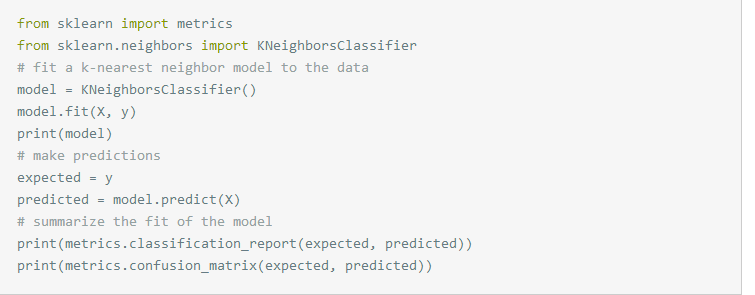 from sklearn import metrics
from sklearn.neighbors import KNeighborsClassifier
# fit a k-nearest neighbor model to the data
model = KNeighborsClassifier()
model.fit(X, y)
print(model)
# make predictions
expected = y
predicted = model.predict(X)
# summarize the fit of the model
print(metrics.classification_report(expected, predicted))
print(metrics.confusion_matrix(expected, predicted))